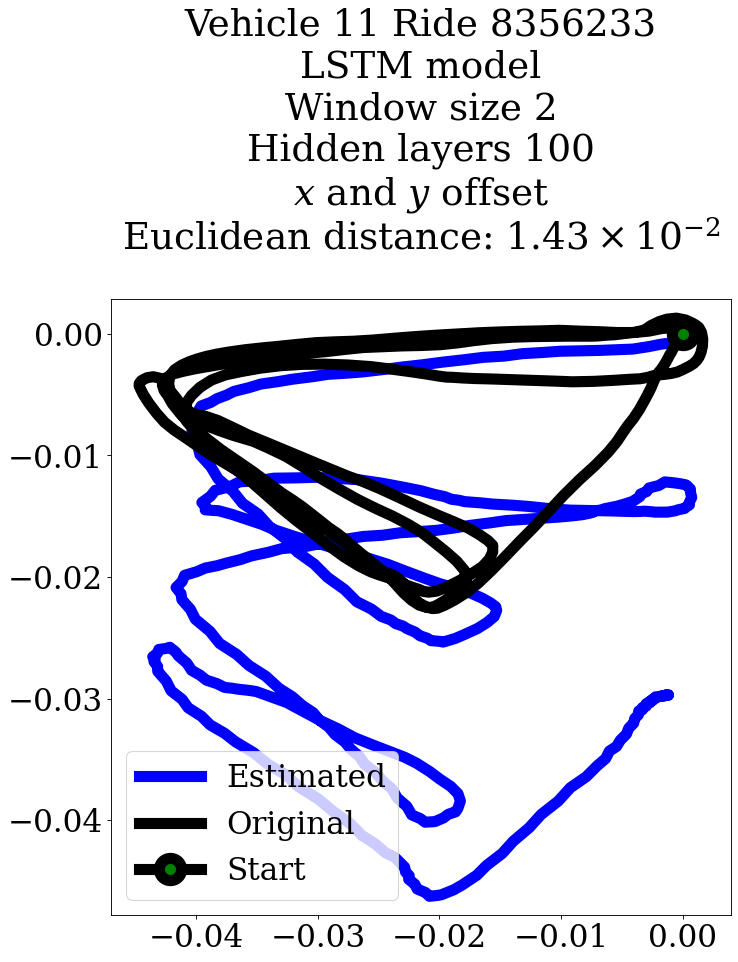 Vehicle 11 Ride 8356233
LSTM model
Window size 2
Hidden layers 100
x and y offset
Euclidean distance: 1.43 × 10⁻²
0.00
−0.01
−0.02
−0.03
−0.04
Estimated
Original
Start
−0.04 −0.03 −0.02 −0.01 0.00